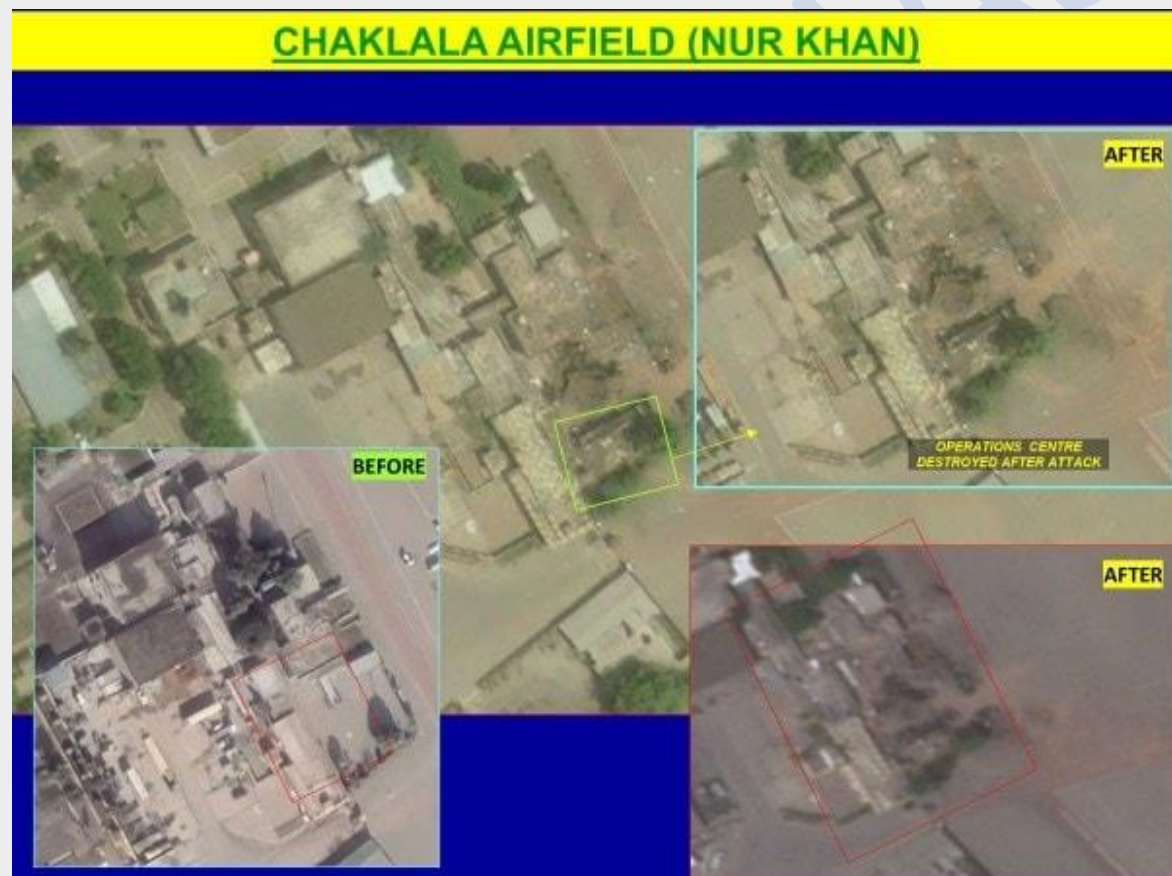 CHAKLALA AIRFIELD (NUR KHAN)
AFTER
OPERATIONS CENTRE
DESTROYED AFTER ATTACK
BEFORE
AFTER